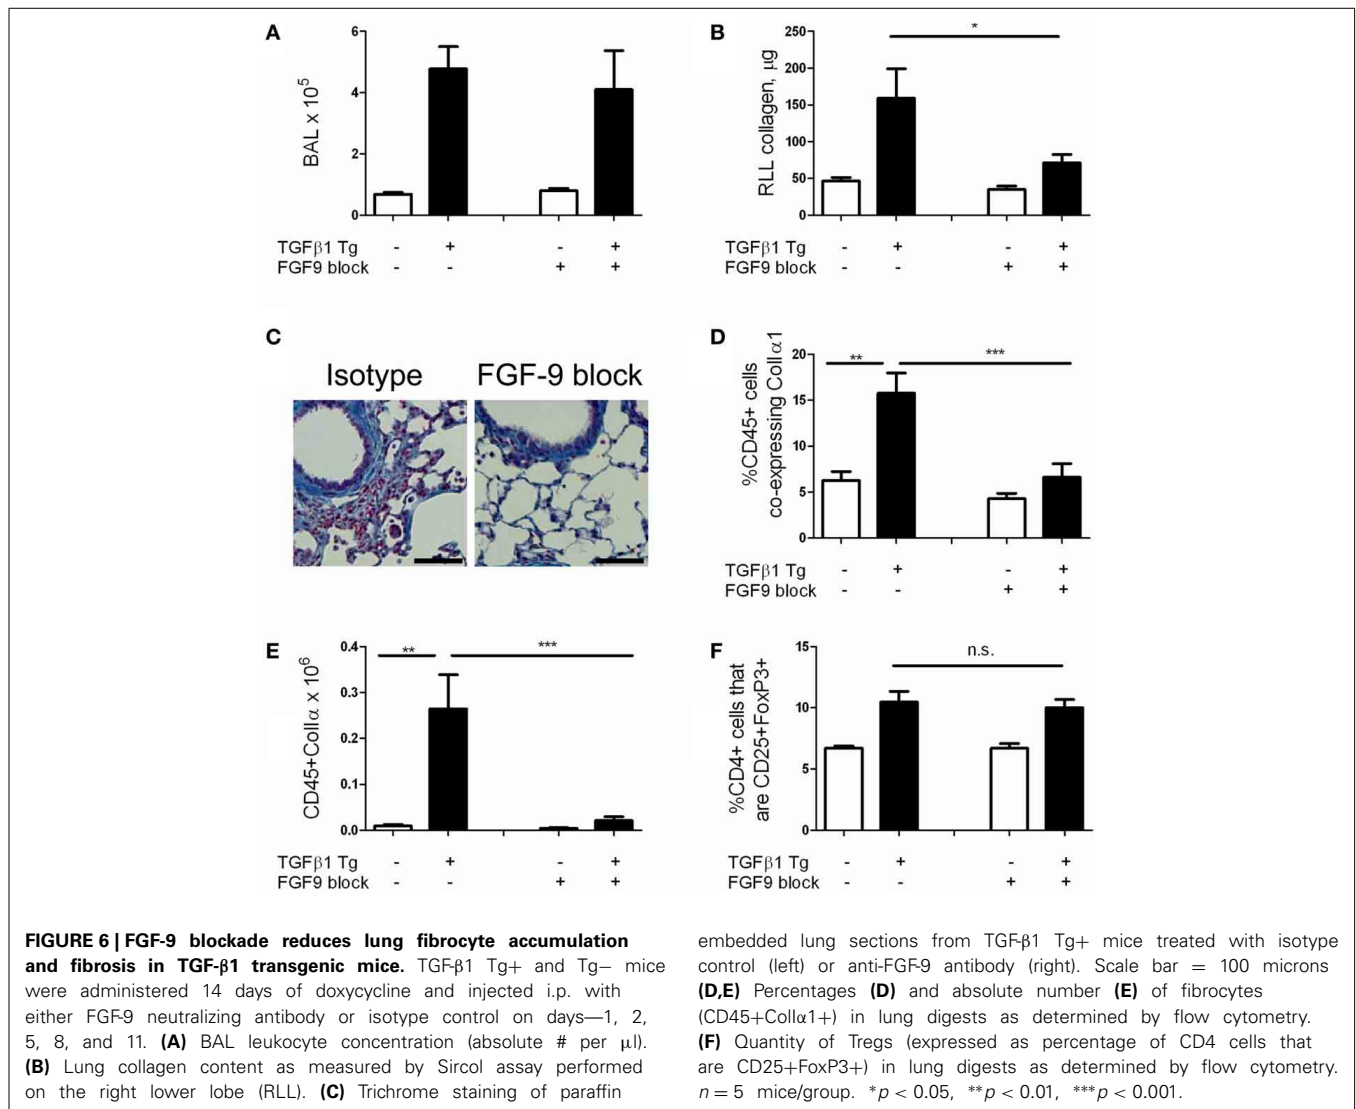 A
6
4
2
0
BAL x 10⁵
TGFβ1 Tg - + - +
FGF9 block - - + +
B
250
200
150
100
50
0
RLL collagen, μg
*
TGFβ1 Tg - + - +
FGF9 block - - + +
C
Isotype FGF-9 block
D
20
15
10
5
0
%CD45+ cells
co-expressing ColI α1
** ***
TGFβ1 Tg - + - +
FGF9 block - - + +
E
0.4
0.3
0.2
0.1
0.0
CD45+ColIα x 10⁶
** ***
TGFβ1 Tg - + - +
FGF9 block - - + +
F
15
10
5
0
%CD4+ cells that
are CD25+FoxP3+
n.s.
TGFβ1 Tg - + - +
FGF9 block - - + +
FIGURE 6 | FGF-9 blockade reduces lung fibrocyte accumulation
and fibrosis in TGF-β1 transgenic mice. TGF-β1 Tg+ and Tg− mice
were administered 14 days of doxycycline and injected i.p. with
either FGF-9 neutralizing antibody or isotype control on days—1, 2,
5, 8, and 11. (A) BAL leukocyte concentration (absolute # per μl).
(B) Lung collagen content as measured by Sircol assay performed
on the right lower lobe (RLL). (C) Trichrome staining of paraffin
embedded lung sections from TGF-β1 Tg+ mice treated with isotype
control (left) or anti-FGF-9 antibody (right). Scale bar = 100 microns
(D,E) Percentages (D) and absolute number (E) of fibrocytes
(CD45+ColIα1+) in lung digests as determined by flow cytometry.
(F) Quantity of Tregs (expressed as percentage of CD4 cells that
are CD25+FoxP3+) in lung digests as determined by flow cytometry.
n = 5 mice/group. *p < 0.05, **p < 0.01, ***p < 0.001.